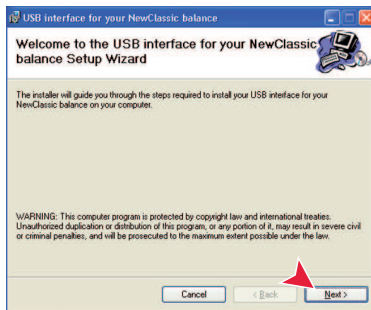 USB interface for your NewClassic balance
Welcome to the USB interface for your NewClassic
balance Setup Wizard
The installer will guide you through the steps required to install your USB interface for your
NewClassic balance on your computer.
WARNING: This computer program is protected by copyright law and international treaties.
Unauthorized duplication or distribution of this program, or any portion of it, may result in severe civil
or criminal penalties, and will be prosecuted to the maximum extent possible under the law.
Cancel < Back Next >